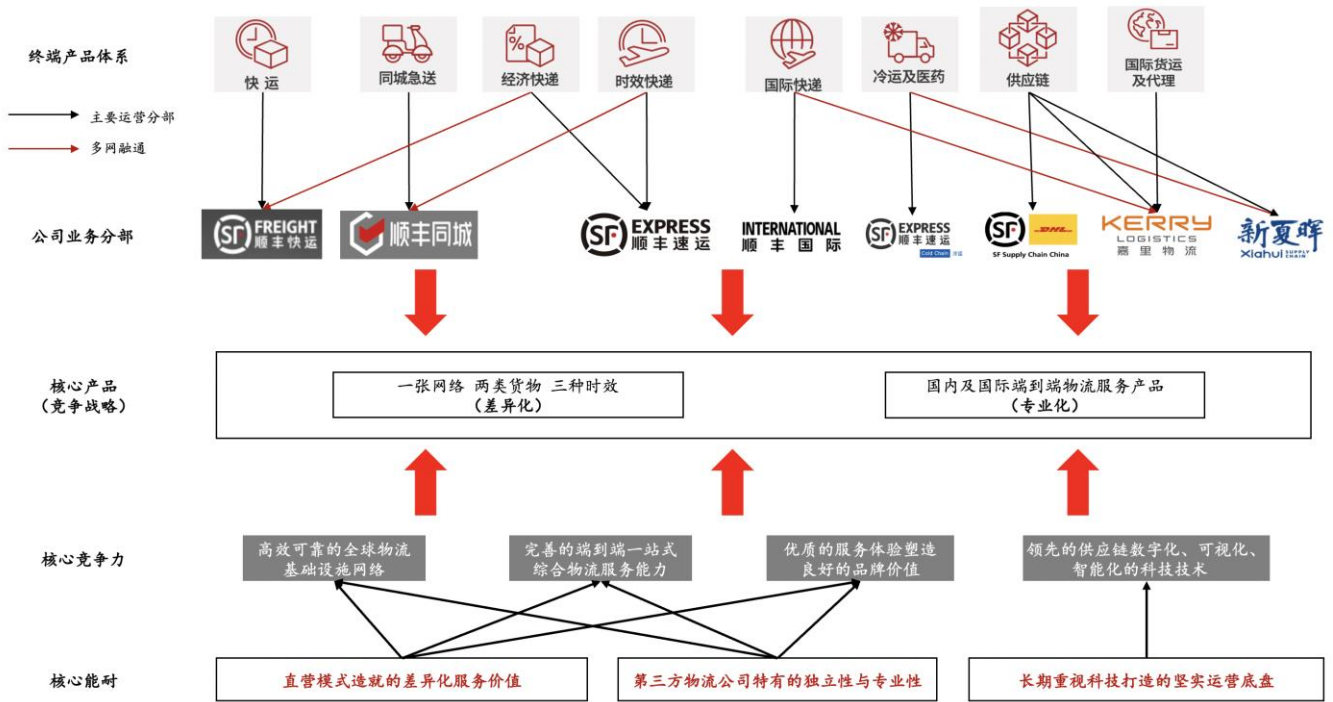 终端产品体系
快 运
同城急送
经济快递
时效快递
国际快递
冷运及医药
供应链
国际货运
及代理
主要运营分部
多网融通
公司业务分部
SF FREIGHT
顺丰快运
顺丰同城
SF EXPRESS
顺丰速运
INTERNATIONAL
顺丰国际
SF EXPRESS
顺丰速运
Cold Chain 冷运
SF DHL
SF Supply Chain China
KERRY
LOGISTICS
嘉里物流
新夏晖
Xiahui SUPPLY
CHAIN
核心产品
（竞争战略）
一张网络 两类货物 三种时效
（差异化）
国内及国际端到端物流服务产品
（专业化）
核心竞争力
高效可靠的全球物流
基础设施网络
完善的端到端一站式
综合物流服务能力
优质的服务体验塑造
良好的品牌价值
领先的供应链数字化、可视化、
智能化的科技技术
核心能耐
直营模式造就的差异化服务价值
第三方物流公司特有的独立性与专业性
长期重视科技打造的坚实运营底盘